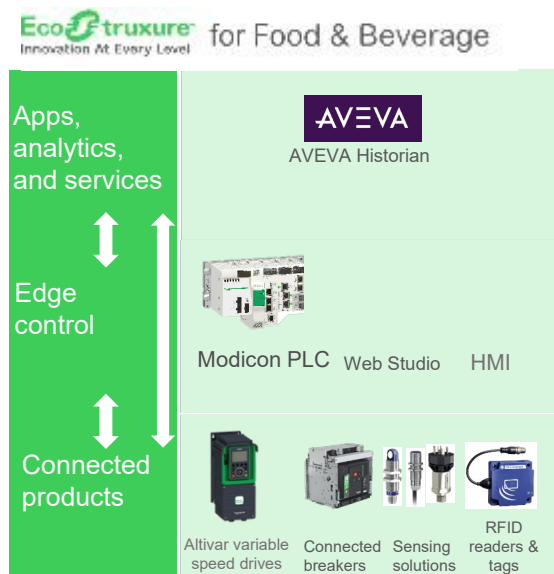 EcoStruxure for Food & Beverage
Innovation At Every Level
Apps,
analytics,
and services
AVEVA
AVEVA Historian
Edge
control
Modicon PLC Web Studio HMI
Connected
products
Altivar variable
speed drives
Connected
breakers
Sensing
solutions
RFID
readers &
tags